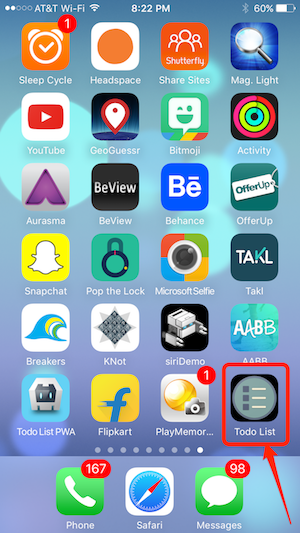 AT&T Wi-Fi 8:22 PM 60%
1
Shutterfly
Sleep Cycle Headspace Share Sites Mag. Light
YouTube GeoGuessr Bitmoji Activity
BeView Bē OfferUp
Aurasma BeView Behance OfferUp
TAKL
Snapchat Pop the Lock MicrosoftSelfie Takl
AABB
Breakers KNot siriDemo AABB
1
Todo List PWA Flipkart PlayMemor... Todo List
167 98
Phone Safari Messages